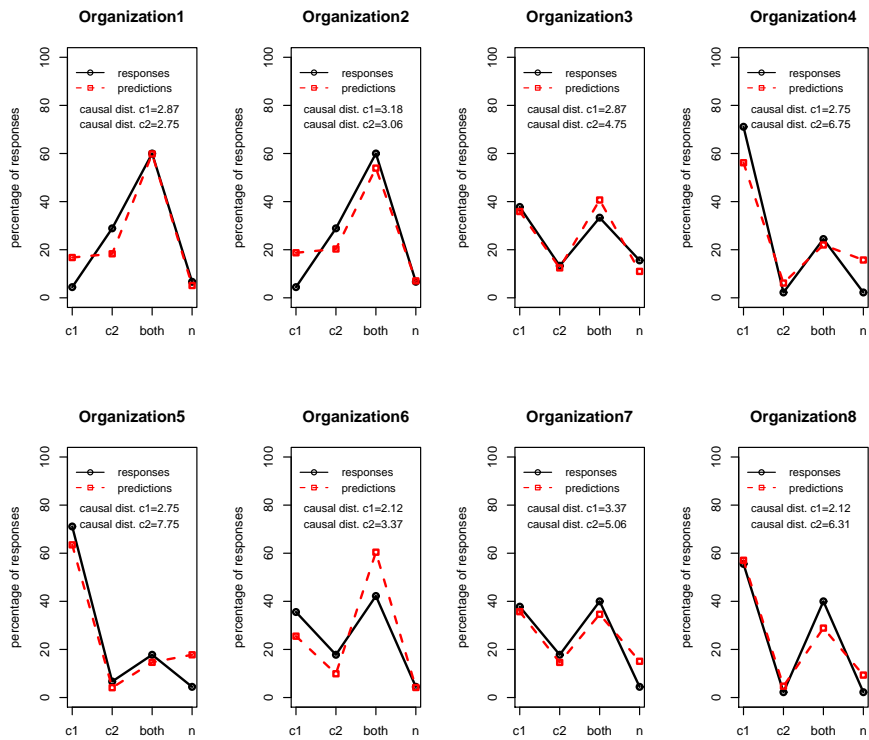 Organization1
percentage of responses
0 20 40 60 80 100
responses
predictions
causal dist. c1=2.87
causal dist. c2=2.75
c1 c2 both n
Organization2
percentage of responses
0 20 40 60 80 100
responses
predictions
causal dist. c1=3.18
causal dist. c2=3.06
c1 c2 both n
Organization3
percentage of responses
0 20 40 60 80 100
responses
predictions
causal dist. c1=2.87
causal dist. c2=4.75
c1 c2 both n
Organization4
percentage of responses
0 20 40 60 80 100
responses
predictions
causal dist. c1=2.75
causal dist. c2=6.75
c1 c2 both n
Organization5
percentage of responses
0 20 40 60 80 100
responses
predictions
causal dist. c1=2.75
causal dist. c2=7.75
c1 c2 both n
Organization6
percentage of responses
0 20 40 60 80 100
responses
predictions
causal dist. c1=2.12
causal dist. c2=3.37
c1 c2 both n
Organization7
percentage of responses
0 20 40 60 80 100
responses
predictions
causal dist. c1=3.37
causal dist. c2=5.06
c1 c2 both n
Organization8
percentage of responses
0 20 40 60 80 100
responses
predictions
causal dist. c1=2.12
causal dist. c2=6.31
c1 c2 both n